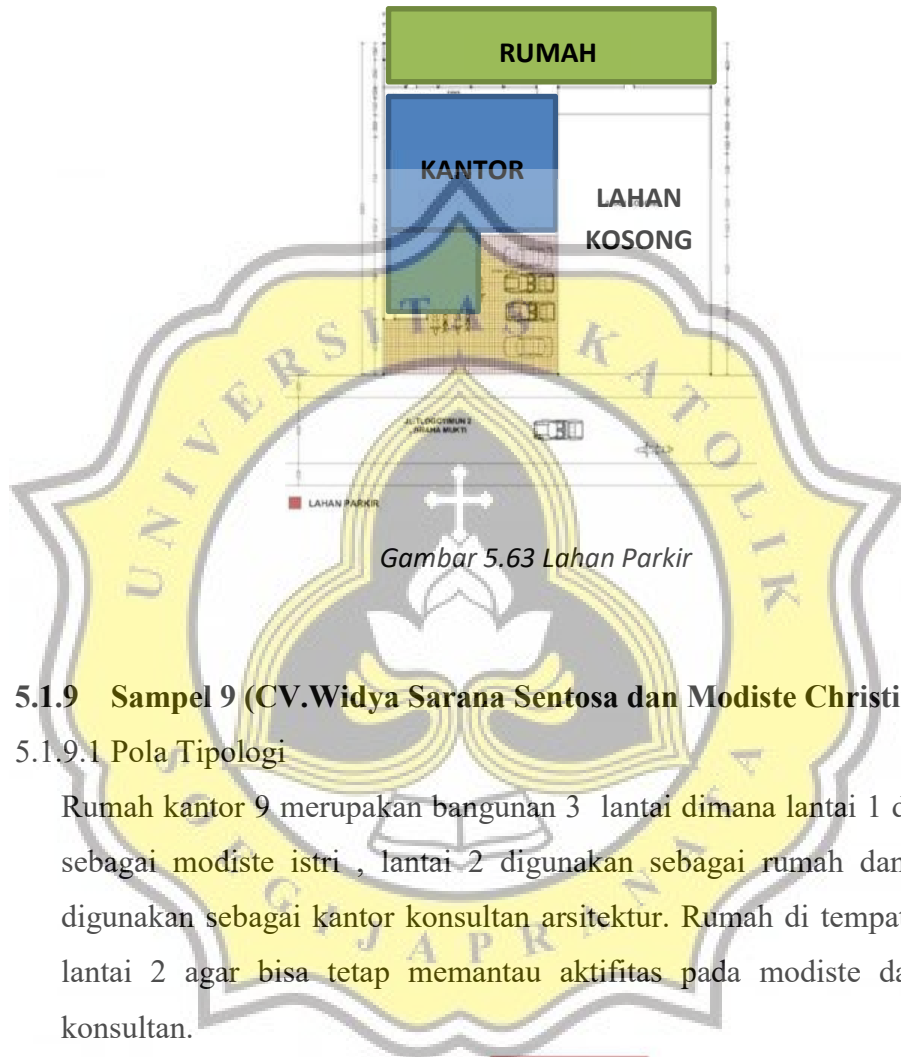 RUMAH
KANTOR
LAHAN
KOSONG
LAHAN PARKIR
Gambar 5.63 Lahan Parkir
UNIVERSITAS KATOLIK
SOEGIJAPRANATA
5.1.9 Sampel 9 (CV.Widya Sarana Sentosa dan Modiste Christi
5.1.9.1 Pola Tipologi
Rumah kantor 9 merupakan bangunan 3 lantai dimana lantai 1 d
sebagai modiste istri , lantai 2 digunakan sebagai rumah dan
digunakan sebagai kantor konsultan arsitektur. Rumah di tempat
lantai 2 agar bisa tetap memantau aktifitas pada modiste da
konsultan.